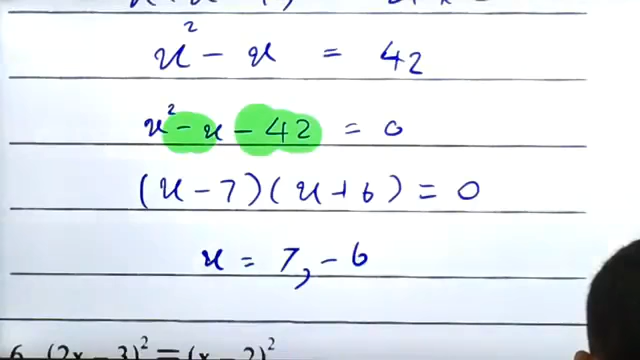 x² - x = 42
x² - x - 42 = 0
(x - 7)(x + 6) = 0
x = 7, -6
6. (2x - 3)² = (x - 2)²